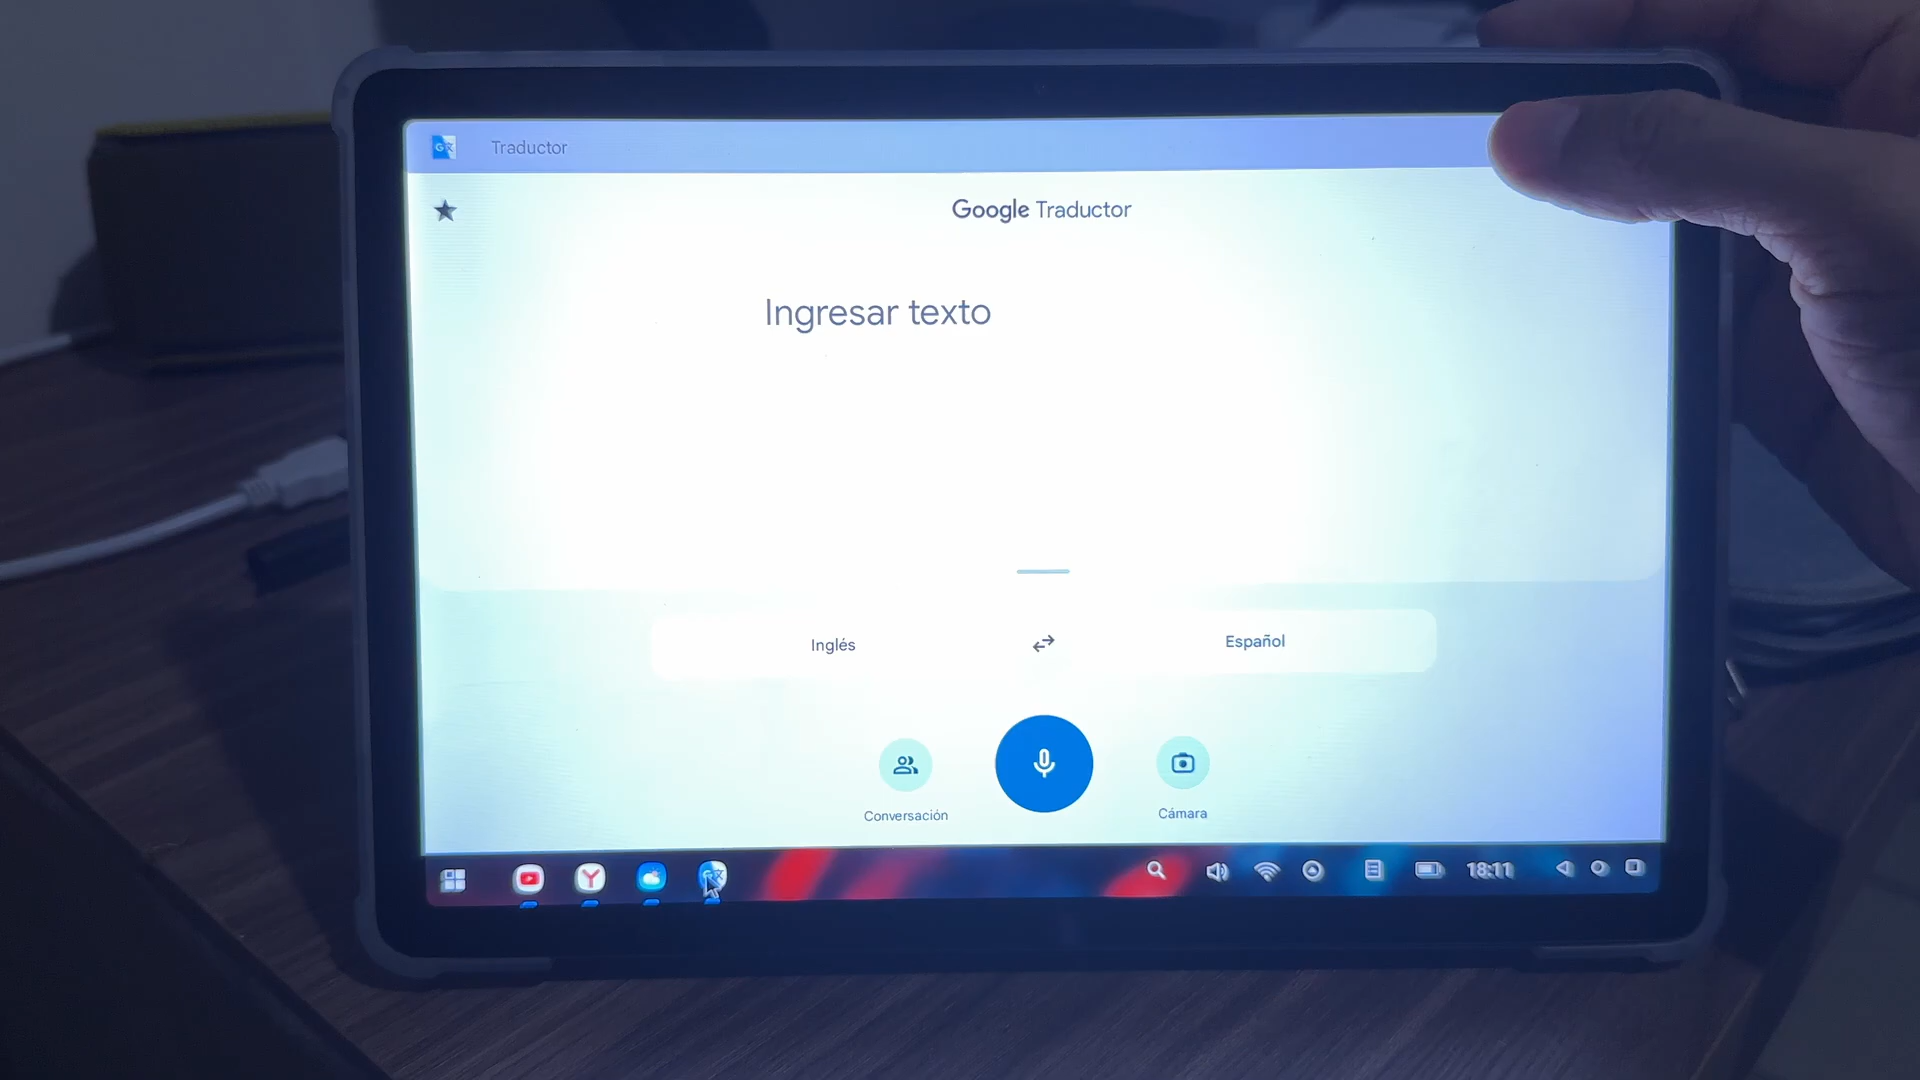 Traductor
Google Traductor
Ingresar texto
Inglés
Español
Conversación
Cámara
18:11